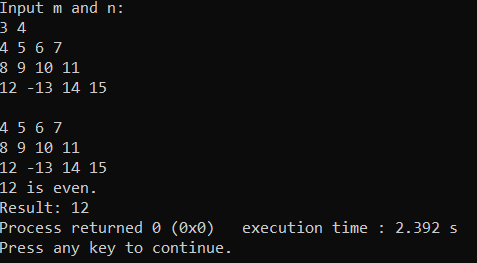 Input m and n:
3 4
4 5 6 7
8 9 10 11
12 -13 14 15
4 5 6 7
8 9 10 11
12 -13 14 15
12 is even.
Result: 12
Process returned 0 (0x0)   execution time : 2.392 s
Press any key to continue.